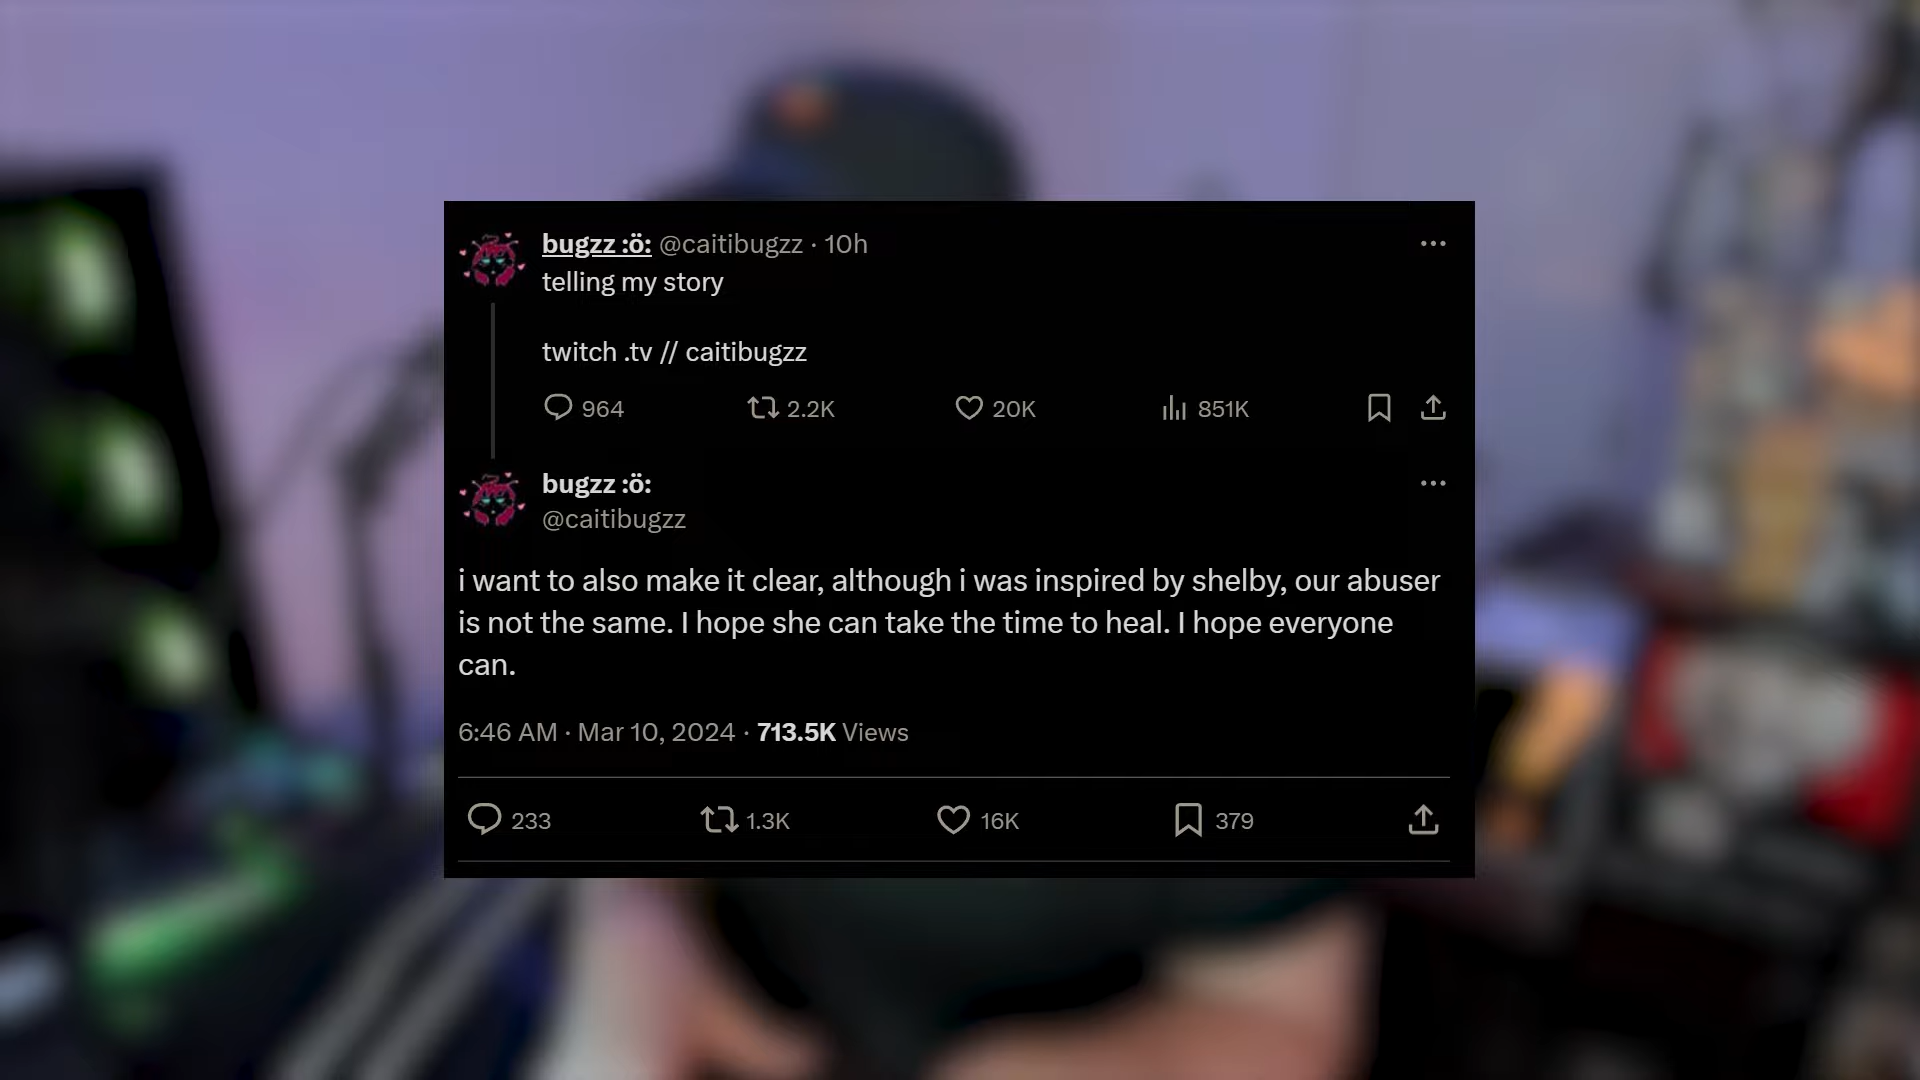 bugzz :ö: @caitibugzz · 10h
telling my story
twitch .tv // caitibugzz
964 2.2K 20K 851K
bugzz :ö:
@caitibugzz
i want to also make it clear, although i was inspired by shelby, our abuser
is not the same. I hope she can take the time to heal. I hope everyone
can.
6:46 AM · Mar 10, 2024 · 713.5K Views
233 1.3K 16K 379